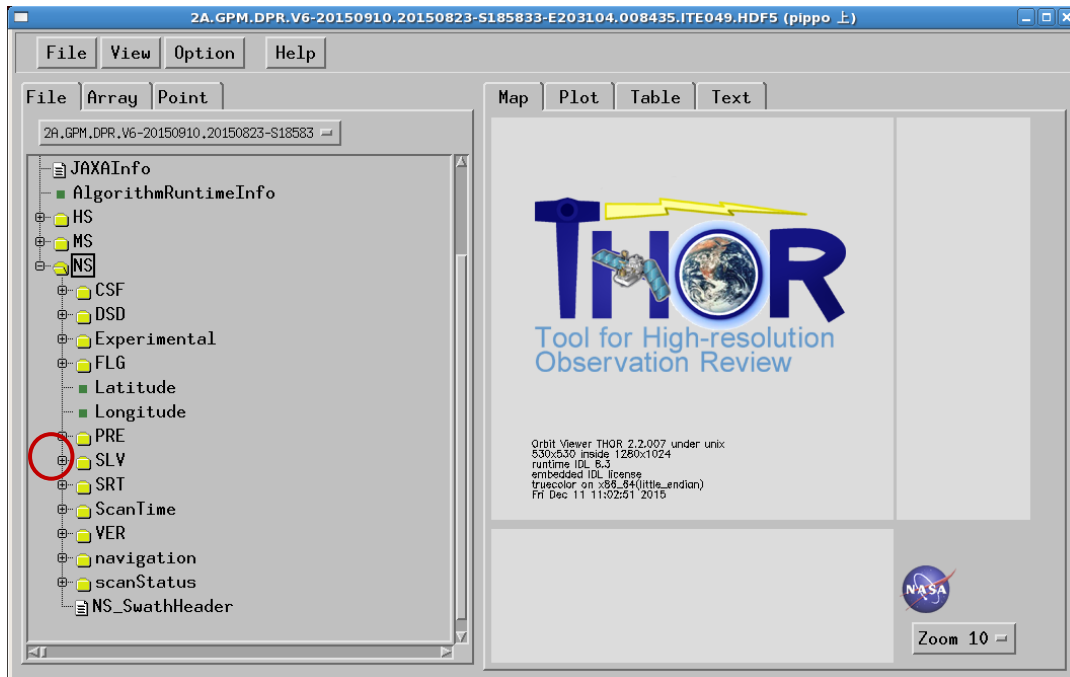 2A.GPM.DPR.V6-20150910.20150823-S185833-E203104.008435.ITE049.HDF5 (pippo 上)
File View Option Help
File Array Point
Map Plot Table Text
2A.GPM.DPR.V6-20150910.20150823-S18583
JAXAInfo
AlgorithmRuntimeInfo
HS
MS
NS
CSF
DSD
Experimental
FLG
Latitude
Longitude
PRE
SLV
SRT
ScanTime
VER
navigation
scanStatus
NS_SwathHeader
THOR
Tool for High-resolution
Observation Review
Orbit Viewer THOR 2.2.007 under unix
530x530 inside 1280x1024
runtime IDL 8.3
embedded IDL license
truecolor on x86_64(little_endian)
Fri Dec 11 11:02:51 2015
NASA
Zoom 10